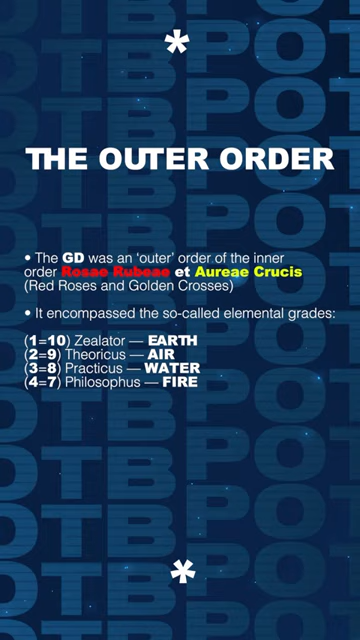 *
THE OUTER ORDER
• The GD was an 'outer' order of the inner
order Rosae Rubeae et Aureae Crucis
(Red Roses and Golden Crosses)
• It encompassed the so-called elemental grades:
(1=10) Zealator — EARTH
(2=9) Theoricus — AIR
(3=8) Practicus — WATER
(4=7) Philosophus — FIRE
*